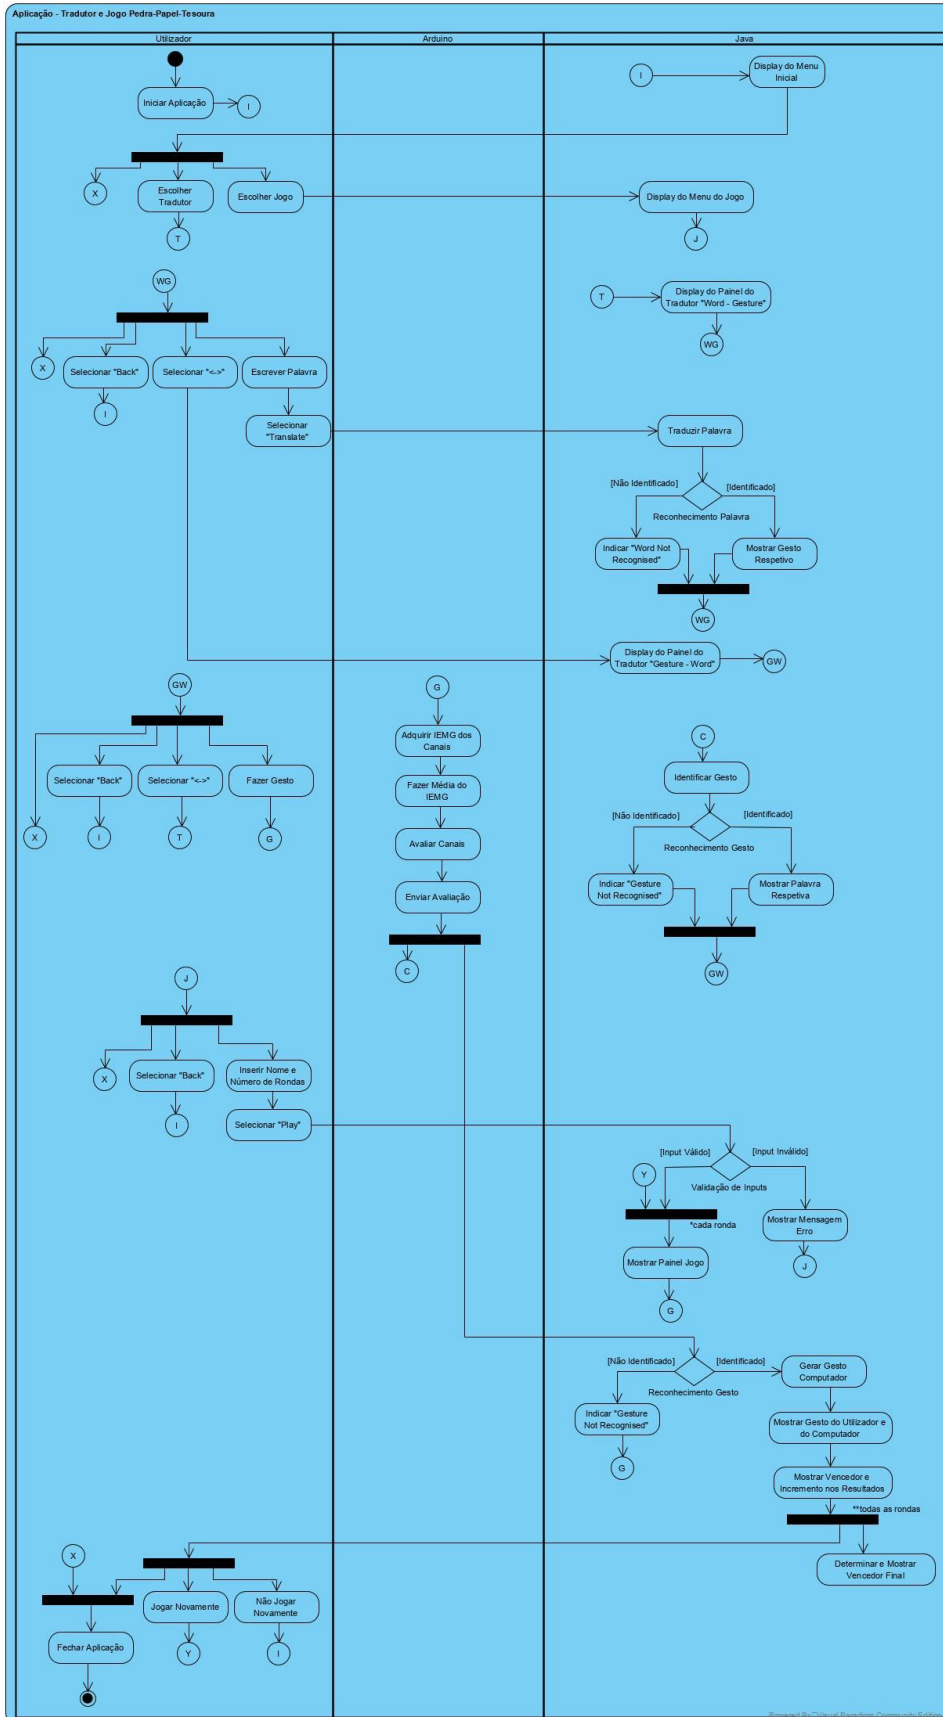 Aplicação - Tradutor e Jogo Pedra-Papel-Tesoura
Utilizador
Arduino
Java
Iniciar Aplicação
I
I
Display do Menu
Inicial
X
Escolher
Tradutor
Escolher Jogo
Display do Menu do Jogo
T
J
WG
T
Display do Painel do
Tradutor "Word - Gesture"
WG
X
Selecionar "Back"
Selecionar "<->"
Escrever Palavra
I
Selecionar
"Translate"
Traduzir Palavra
[Não Identificado]
[Identificado]
Reconhecimento Palavra
Indicar "Word Not
Recognised"
Mostrar Gesto
Respetivo
WG
Display do Painel do
Tradutor "Gesture - Word"
GW
GW
G
Adquirir IEMG dos
Canais
C
Selecionar "Back"
Selecionar "<->"
Fazer Gesto
Fazer Média do
IEMG
Identificar Gesto
X
I
T
G
Avaliar Canais
[Não Identificado]
[Identificado]
Reconhecimento Gesto
Enviar Avaliação
Indicar "Gesture
Not Recognised"
Mostrar Palavra
Respetiva
C
GW
J
X
Selecionar "Back"
Inserir Nome e
Número de Rondas
I
Selecionar "Play"
[Input Válido]
[Input Inválido]
Y
Validação de Inputs
*cada ronda
Mostrar Mensagem
Erro
Mostrar Painel Jogo
J
G
[Não Identificado]
[Identificado]
Reconhecimento Gesto
Gerar Gesto
Computador
Indicar "Gesture
Not Recognised"
Mostrar Gesto do Utilizador e
do Computador
G
Mostrar Vencedor e
Incremento nos Resultados
**todas as rondas
X
Determinar e Mostrar
Vencedor Final
Jogar Novamente
Não Jogar
Novamente
Fechar Aplicação
Y
I